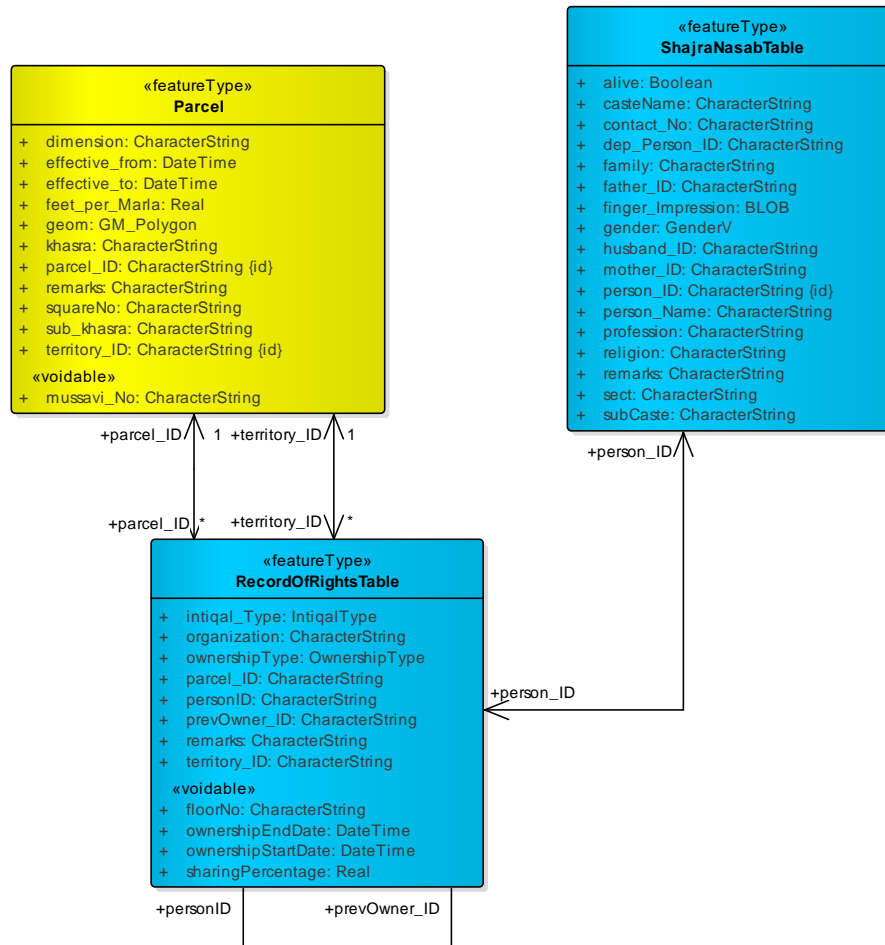 «featureType»
Parcel
+ dimension: CharacterString
+ effective_from: DateTime
+ effective_to: DateTime
+ feet_per_Marla: Real
+ geom: GM_Polygon
+ khasra: CharacterString
+ parcel_ID: CharacterString {id}
+ remarks: CharacterString
+ squareNo: CharacterString
+ sub_khasra: CharacterString
+ territory_ID: CharacterString {id}
«voidable»
+ mussavi_No: CharacterString
«featureType»
ShajraNasabTable
+ alive: Boolean
+ casteName: CharacterString
+ contact_No: CharacterString
+ dep_Person_ID: CharacterString
+ family: CharacterString
+ father_ID: CharacterString
+ finger_Impression: BLOB
+ gender: GenderV
+ husband_ID: CharacterString
+ mother_ID: CharacterString
+ person_ID: CharacterString {id}
+ person_Name: CharacterString
+ profession: CharacterString
+ religion: CharacterString
+ remarks: CharacterString
+ sect: CharacterString
+ subCaste: CharacterString
+parcel_ID 1 +territory_ID 1
+person_ID
+parcel_ID * +territory_ID *
«featureType»
RecordOfRightsTable
+ intiqal_Type: IntiqalType
+ organization: CharacterString
+ ownershipType: OwnershipType
+ parcel_ID: CharacterString
+ personID: CharacterString
+ prevOwner_ID: CharacterString
+ remarks: CharacterString
+ territory_ID: CharacterString
«voidable»
+ floorNo: CharacterString
+ ownershipEndDate: DateTime
+ ownershipStartDate: DateTime
+ sharingPercentage: Real
+person_ID
+personID +prevOwner_ID